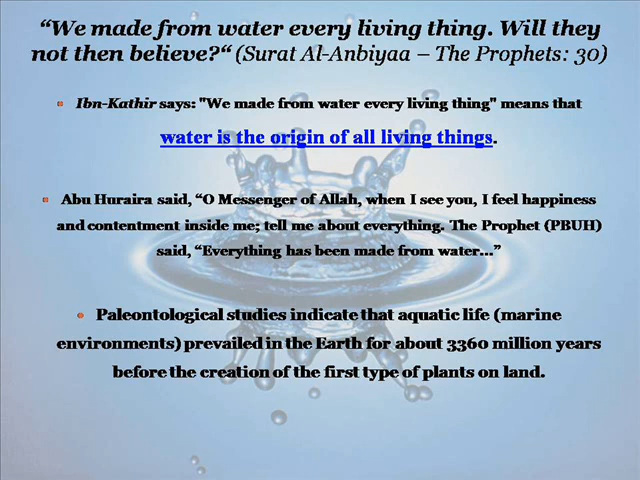 “We made from water every living thing. Will they
not then believe?“ (Surat Al-Anbiyaa – The Prophets: 30)
• Ibn-Kathir says: "We made from water every living thing" means that
water is the origin of all living things.
• Abu Huraira said, “O Messenger of Allah, when I see you, I feel happiness
and contentment inside me; tell me about everything. The Prophet (PBUH)
said, “Everything has been made from water...”
• Paleontological studies indicate that aquatic life (marine
environments) prevailed in the Earth for about 3360 million years
before the creation of the first type of plants on land.